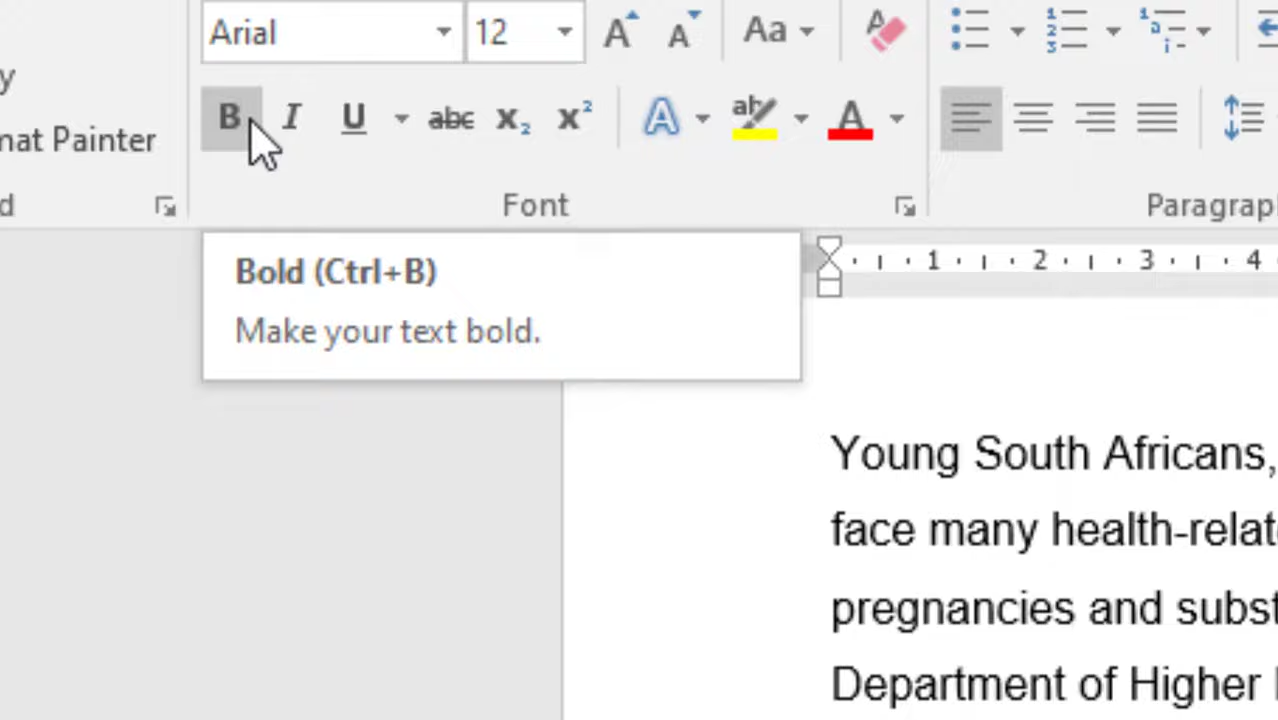 Arial 12 Aa
y
B I U abc x₂ x² A ab A
mat Painter
d Font Paragrap
Bold (Ctrl+B)
Make your text bold.
1 2 3 4
Young South Africans,
face many health-relat
pregnancies and subst
Department of Higher